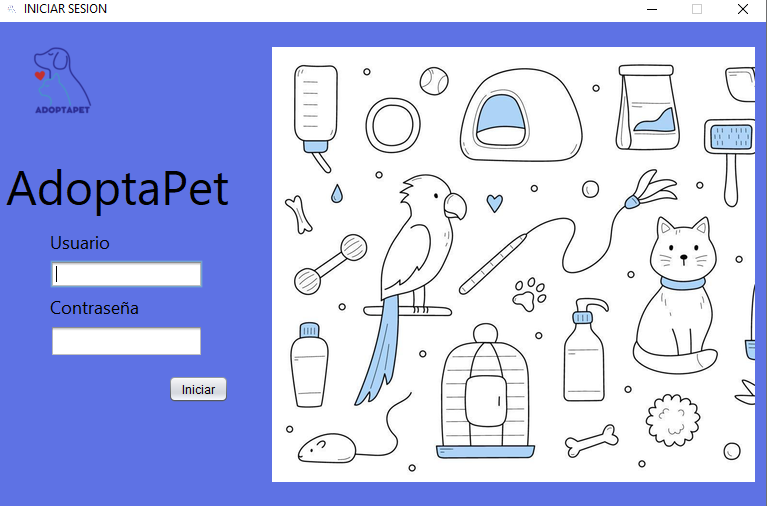 INICIAR SESION
ADOPTAPET
AdoptaPet
Usuario
Contraseña
Iniciar